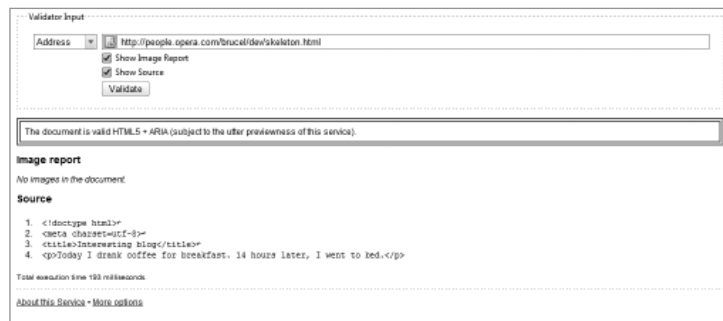 Validator Input
Address http://people.opera.com/brucel/dev/skeleton.html
Show Image Report
Show Source
Validate
The document is valid HTML5 + ARIA (subject to the utter previewness of this service).
Image report
No images in the document.
Source
1. <!doctype html>↩
2. <meta charset=utf-8>↩
3. <title>Interesting blog</title>↩
4. <p>Today I drank coffee for breakfast. 14 hours later, I went to bed.</p>
Total execution time 193 milliseconds.
About this Service • More options